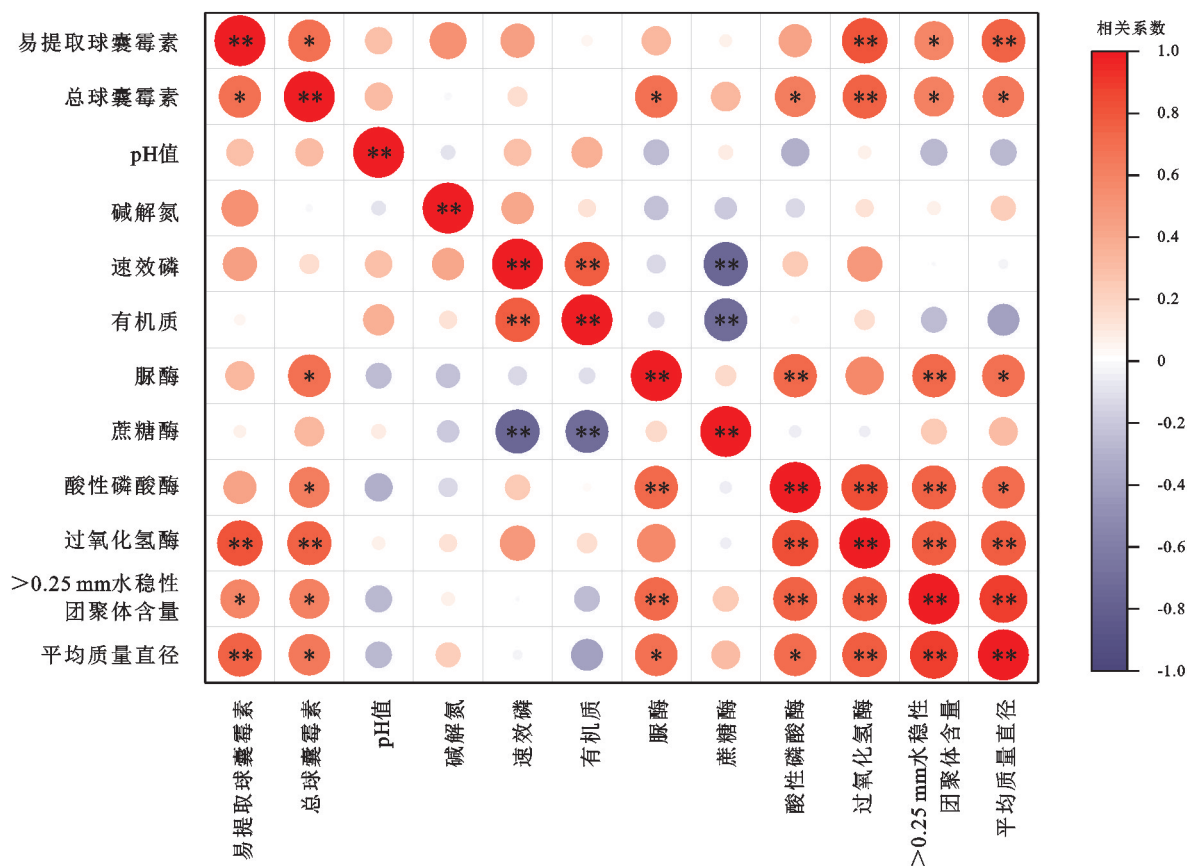 相关系数
易提取球囊霉素 ** * ** * **
总球囊霉素 * ** * * ** * *
pH值 **
碱解氮 **
速效磷 ** ** **
有机质 ** ** **
脲酶 * ** ** ** *
蔗糖酶 ** ** **
酸性磷酸酶 * ** ** ** ** *
过氧化氢酶 ** ** ** ** ** **
>0.25 mm水稳性
团聚体含量 * * ** ** ** ** **
平均质量直径 ** * * * ** ** **
1.0
0.8
0.6
0.4
0.2
0
-0.2
-0.4
-0.6
-0.8
-1.0
易提取球囊霉素
总球囊霉素
pH值
碱解氮
速效磷
有机质
脲酶
蔗糖酶
酸性磷酸酶
过氧化氢酶
>0.25 mm水稳性
团聚体含量
平均质量直径